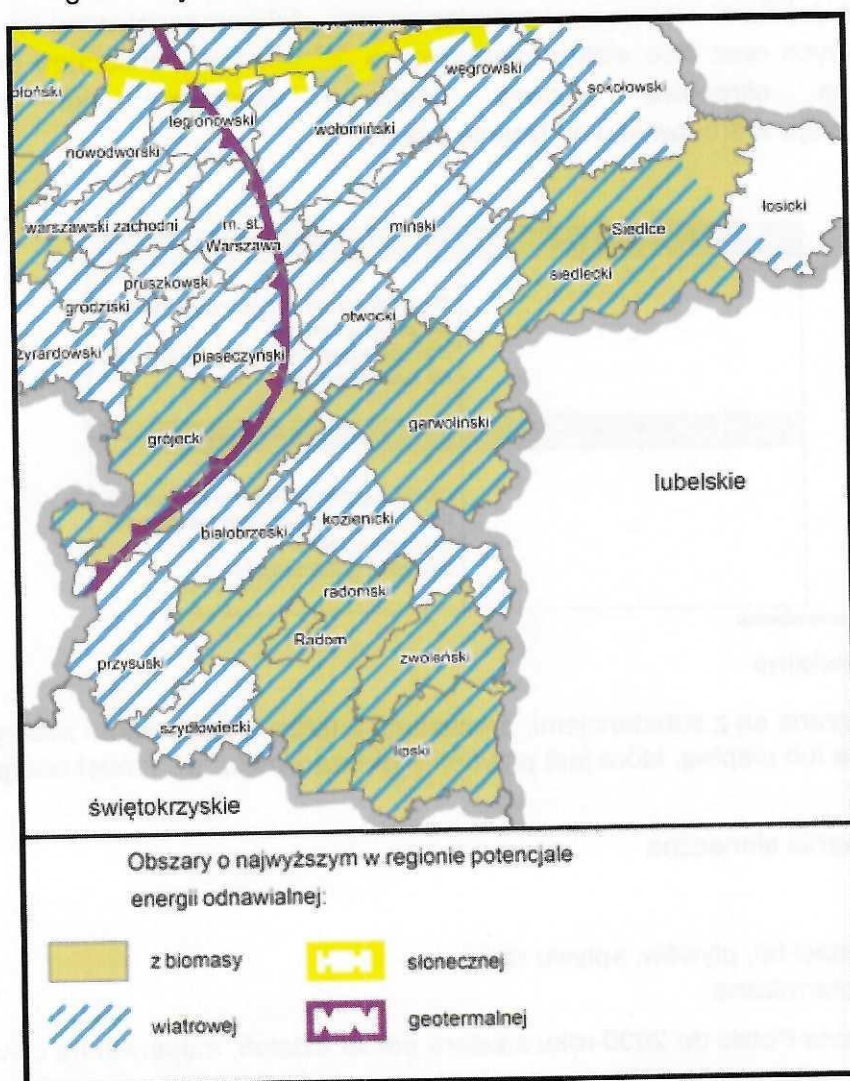 węgrowski
sokołowski
legionowski
wołomiński
nowodworski
łosicki
warszawski zachodni
m. st.
Warszawa
miński
Siedlce
siedlecki
pruszkowski
grodziski
otwocki
żyrardowski
piaseczyński
grójecki
garwoliński
lubelskie
białobrzeski
kozienicki
radomsk
Radom
zwoleński
przysuski
szydłowiecki
lipski
świętokrzyskie
Obszary o najwyższym w regionie potencjale
energii odnawialnej:
z biomasy
słonecznej
wiatrowej
geotermalnej